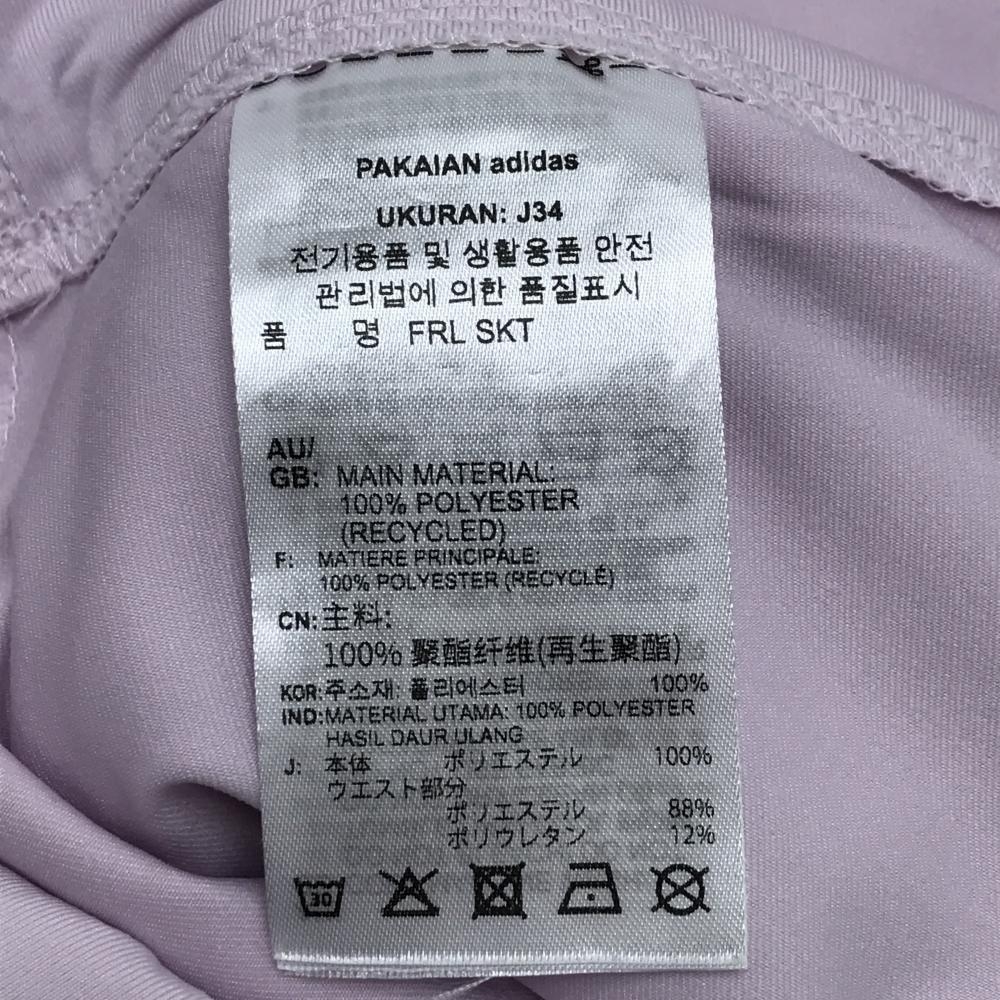 PAKAIAN adidas
UKURAN: J34
전기용품 및 생활용품 안전
관리법에 의한 품질표시
품 명 FRL SKT
AU/
GB: MAIN MATERIAL:
100% POLYESTER
(RECYCLED)
F: MATIERE PRINCIPALE:
100% POLYESTER (RECYCLÉ)
CN: 主料:
100% 聚酯纤维(再生聚酯)
KOR: 주소재: 폴리에스터 100%
IND: MATERIAL UTAMA: 100% POLYESTER
HASIL DAUR ULANG
J: 本体 ポリエステル 100%
ウエスト部分
ポリエステル 88%
ポリウレタン 12%
30